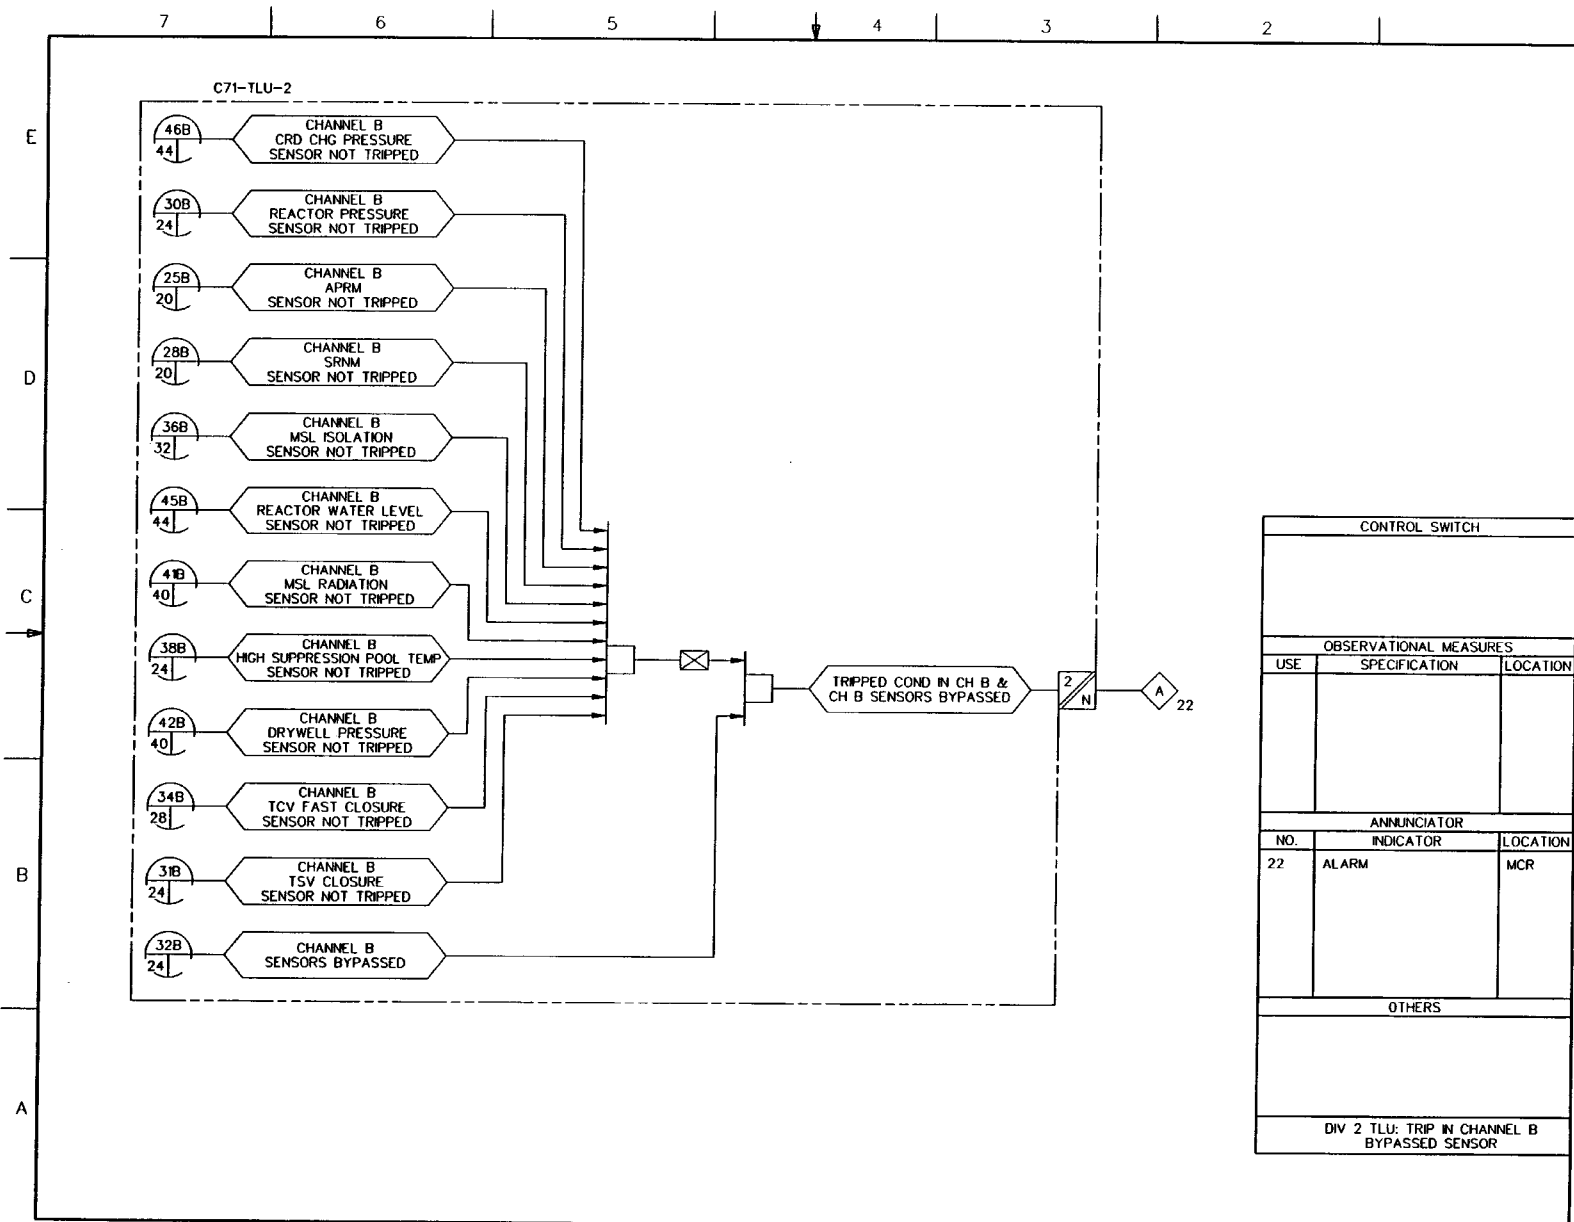 7 6 5 4 3 2
C71-TLU-2
E
46B
44
CHANNEL B
CRD CHG PRESSURE
SENSOR NOT TRIPPED
30B
24
CHANNEL B
REACTOR PRESSURE
SENSOR NOT TRIPPED
25B
20
CHANNEL B
APRM
SENSOR NOT TRIPPED
D
28B
20
CHANNEL B
SRNM
SENSOR NOT TRIPPED
36B
32
CHANNEL B
MSL ISOLATION
SENSOR NOT TRIPPED
45B
44
CHANNEL B
REACTOR WATER LEVEL
SENSOR NOT TRIPPED
C
41B
40
CHANNEL B
MSL RADIATION
SENSOR NOT TRIPPED
38B
24
CHANNEL B
HIGH SUPPRESSION POOL TEMP
SENSOR NOT TRIPPED
42B
40
CHANNEL B
DRYWELL PRESSURE
SENSOR NOT TRIPPED
34B
28
CHANNEL B
TCV FAST CLOSURE
SENSOR NOT TRIPPED
B
31B
24
CHANNEL B
TSV CLOSURE
SENSOR NOT TRIPPED
32B
24
CHANNEL B
SENSORS BYPASSED
A
TRIPPED COND IN CH B &
CH B SENSORS BYPASSED
2
N
A
22
CONTROL SWITCH
OBSERVATIONAL MEASURES
USE SPECIFICATION LOCATION
ANNUNCIATOR
NO. INDICATOR LOCATION
22 ALARM MCR
OTHERS
DIV 2 TLU: TRIP IN CHANNEL B
BYPASSED SENSOR